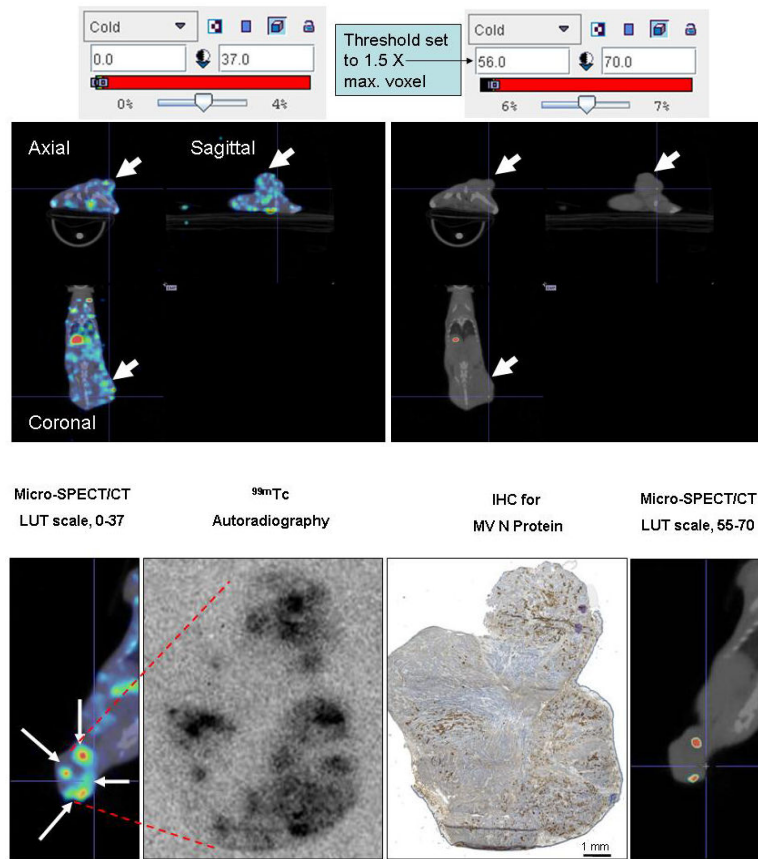 Cold
0.0
37.0
0%
4%
Threshold set
to 1.5 X
max. voxel
Cold
56.0
70.0
6%
7%
Axial
Sagittal
Coronal
Micro-SPECT/CT
LUT scale, 0-37
99mTc
Autoradiography
IHC for
MV N Protein
Micro-SPECT/CT
LUT scale, 55-70
1 mm